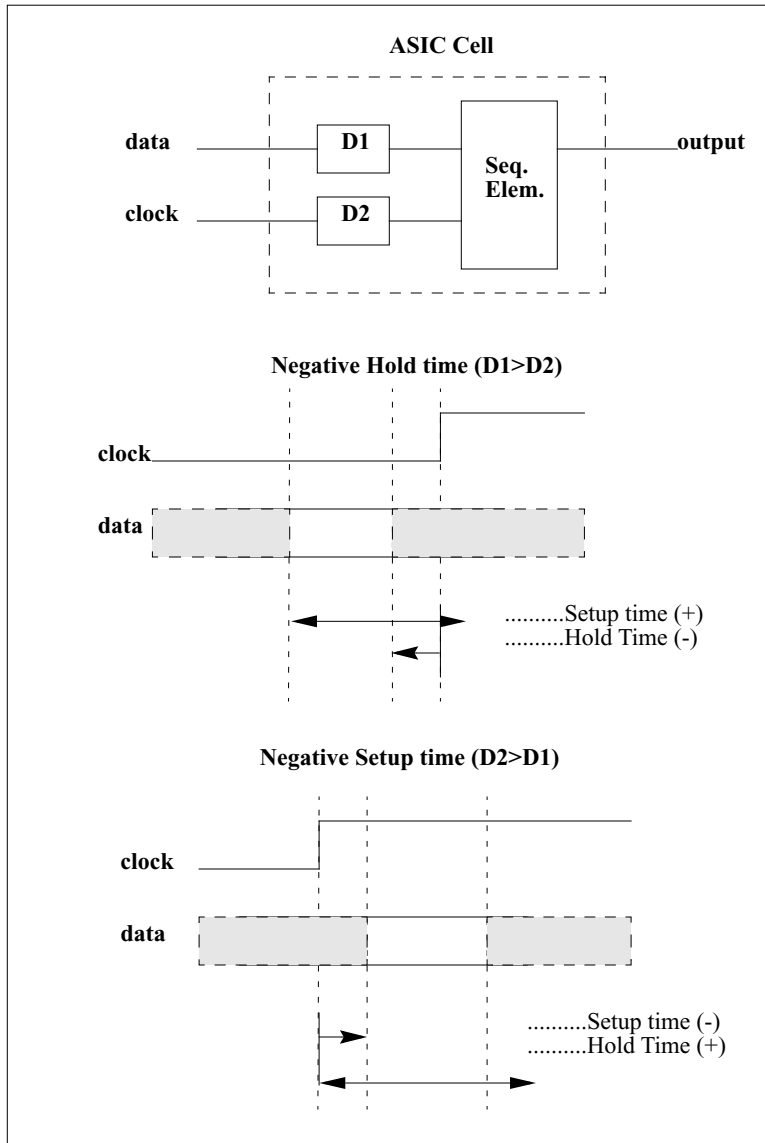 ASIC Cell
data
D1
output
Seq.
Elem.
clock
D2
Negative Hold time (D1>D2)
clock
data
..........Setup time (+)
..........Hold Time (-)
Negative Setup time (D2>D1)
clock
data
..........Setup time (-)
..........Hold Time (+)